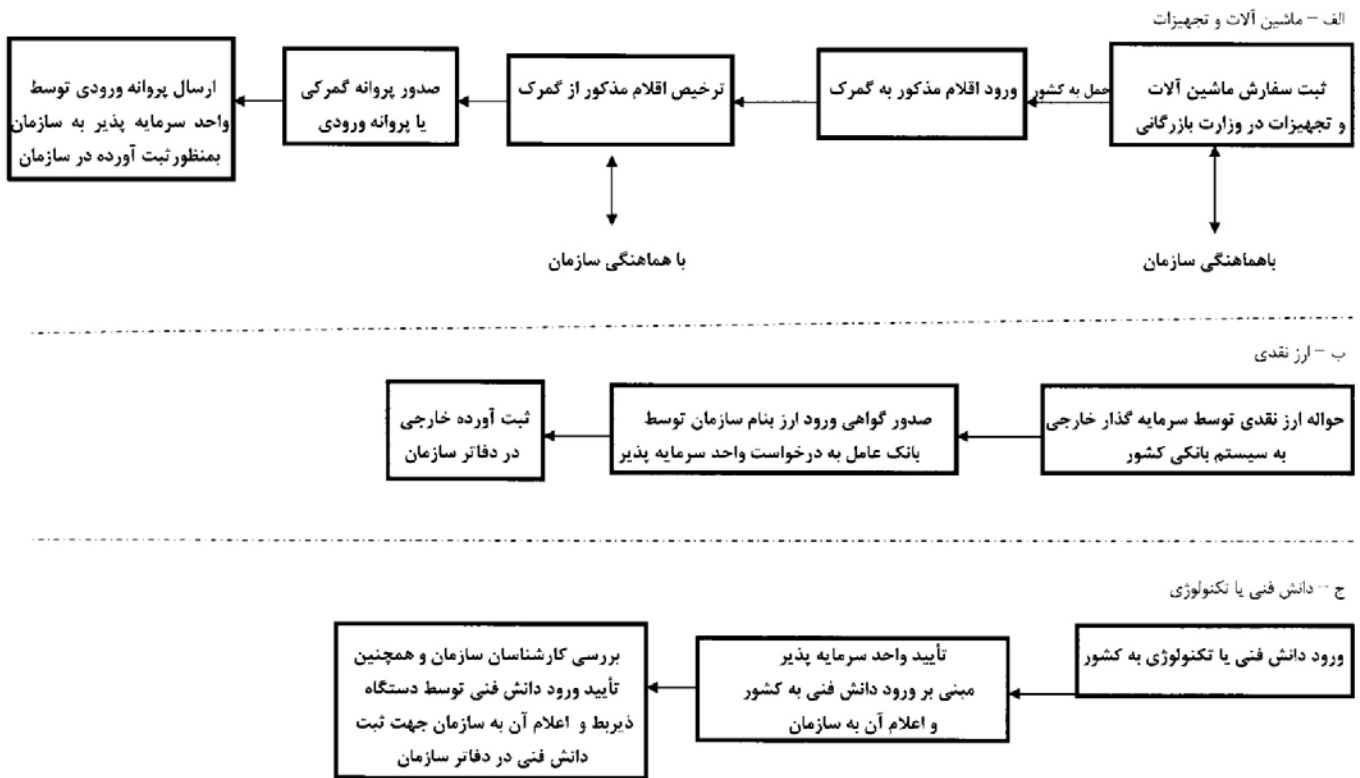 الف – ماشین آلات و تجهیزات
ثبت سفارش ماشین آلات
و تجهیزات در وزارت بازرگانی
حمل به کشور
ورود اقلام مذکور به گمرک
ترخیص اقلام مذکور از گمرک
صدور پروانه گمرکی
یا پروانه ورودی
ارسال پروانه ورودی توسط
واحد سرمایه پذیر به سازمان
بمنظورثبت آورده در سازمان
باهماهنگی سازمان
با هماهنگی سازمان
ب – ارز نقدی
حواله ارز نقدی توسط سرمایه گذار خارجی
به سیستم بانکی کشور
صدور گواهی ورود ارز بنام سازمان توسط
بانک عامل به درخواست واحد سرمایه پذیر
ثبت آورده خارجی
در دفاتر سازمان
ج – دانش فنی یا تکنولوژی
ورود دانش فنی یا تکنولوژی به کشور
تأیید واحد سرمایه پذیر
مبنی بر ورود دانش فنی به کشور
و اعلام آن به سازمان
بررسی کارشناسان سازمان و همچنین
تأیید ورود دانش فنی توسط دستگاه
ذیربط و اعلام آن به سازمان جهت ثبت
دانش فنی در دفاتر سازمان